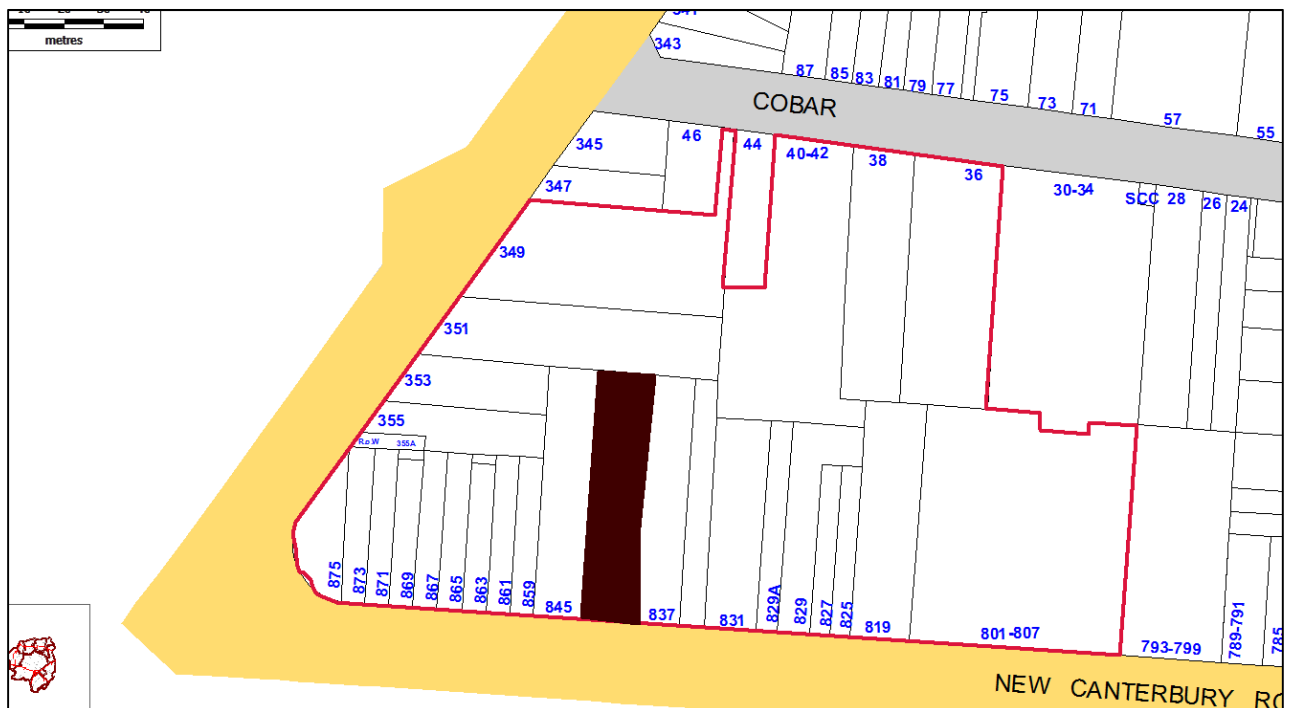 metres
343
87 85 83 81 79 77 75 73 71 57 55
COBAR
345 46 44 40-42 38 36 30-34 SCC 28 26 24
347
349
351
353
355
R.o.W 355A
875 873 871 869 867 865 863 861 859 845 837 831 829A 829 827 825 819 801-807 793-799 789-791 785
NEW CANTERBURY